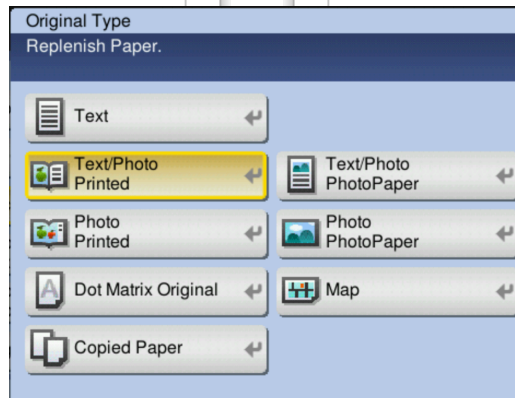 Original Type
Replenish Paper.
Text
Text/Photo
Printed
Text/Photo
PhotoPaper
Photo
Printed
Photo
PhotoPaper
Dot Matrix Original
Map
Copied Paper